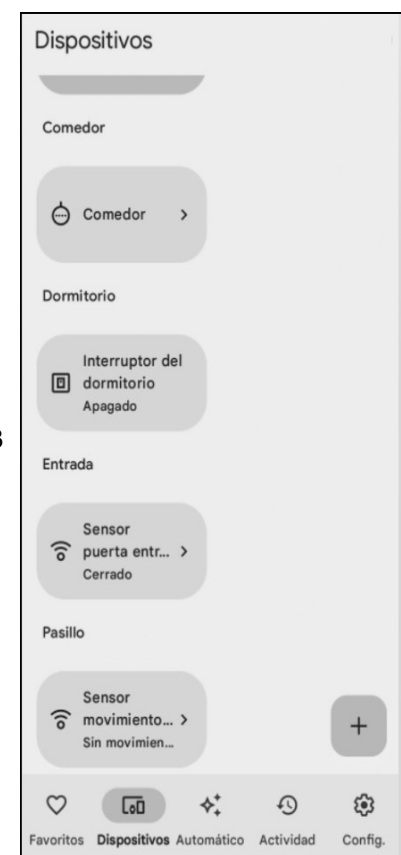 Dispositivos
Comedor
Comedor
Dormitorio
Interruptor del
dormitorio
Apagado
Entrada
Sensor
puerta entr...
Cerrado
Pasillo
Sensor
movimiento...
Sin movimien...
Favoritos Dispositivos Automático Actividad Config.